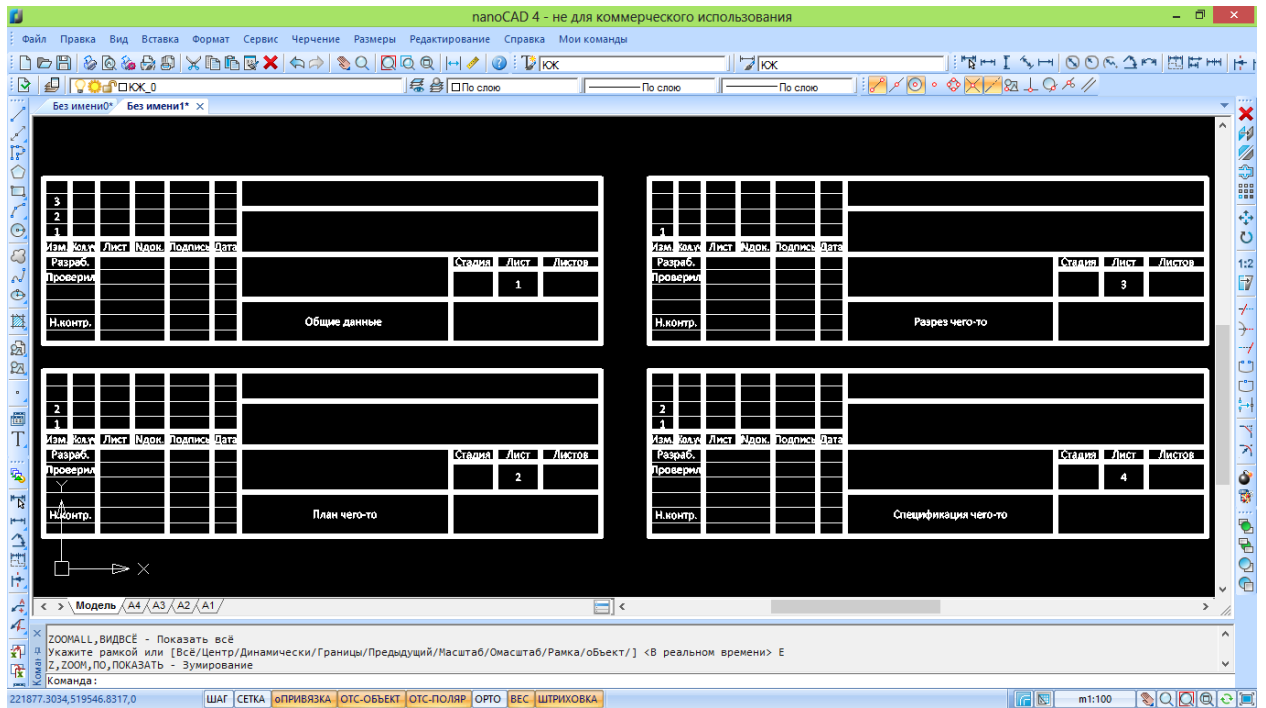 nanoCAD 4 - не для коммерческого использования
Файл Правка Вид Вставка Формат Сервис Черчение Размеры Редактирование Справка Мои команды
ЮК ЮК
ЮК_0 По слою По слою По слою
Без имени0* Без имени1*
3
2
1 1
Изм. Кол.уч Лист Nдок. Подпись Дата Изм. Кол.уч Лист Nдок. Подпись Дата
Разраб. Стадия Лист Листов Разраб. Стадия Лист Листов
Проверил 1 Проверил 3
Н.контр. Общие данные Н.контр. Разрез чего-то
2 2
1 1
Изм. Кол.уч Лист Nдок. Подпись Дата Изм. Кол.уч Лист Nдок. Подпись Дата
Разраб. Стадия Лист Листов Разраб. Стадия Лист Листов
Проверил 2 Проверил 4
Y
Н.контр. План чего-то Н.контр. Спецификация чего-то
X
Модель A4 A3 A2 A1
ZOOMALL,ВИДВСЁ - Показать всё
Укажите рамкой или [Всё/Центр/Динамически/Границы/Предыдущий/Масштаб/Омасштаб/Рамка/оБъект/] <В реальном времени> E
Z,ZOOM,ПО,ПОКАЗАТЬ - Зумирование
Команда:
221877.3034,519546.8317,0 ШАГ СЕТКА оПРИВЯЗКА ОТС-ОБЪЕКТ ОТС-ПОЛЯР ОРТО ВЕС ШТРИХОВКА m1:100
1:2